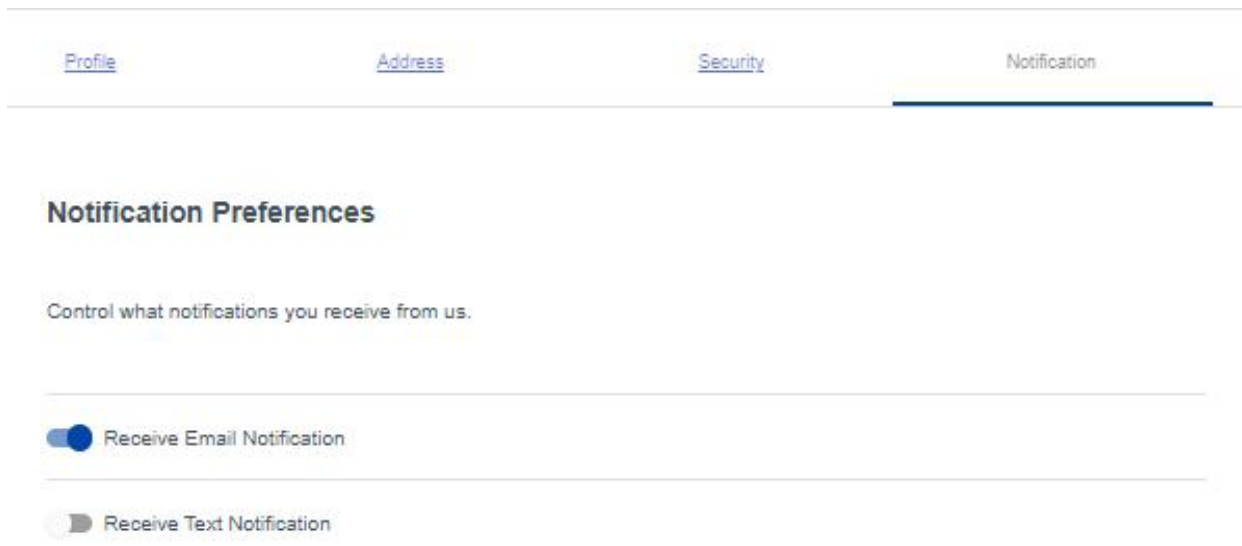 Profile Address Security Notification
Notification Preferences
Control what notifications you receive from us.
Receive Email Notification
Receive Text Notification